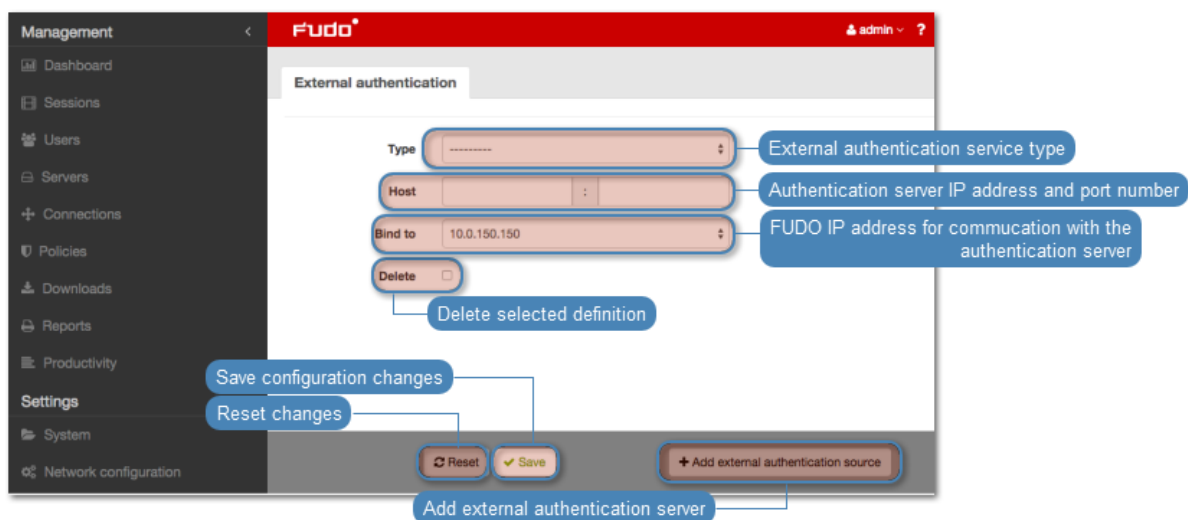 Management
Fudo
admin
?
Dashboard
External authentication
Sessions
Users
Type
---------
External authentication service type
Servers
Host
:
Authentication server IP address and port number
Connections
Bind to
10.0.150.150
FUDO IP address for commucation with the
authentication server
Policies
Delete
Downloads
Delete selected definition
Reports
Productivity
Save configuration changes
Settings
Reset changes
System
Reset
Save
+ Add external authentication source
Network configuration
Add external authentication server